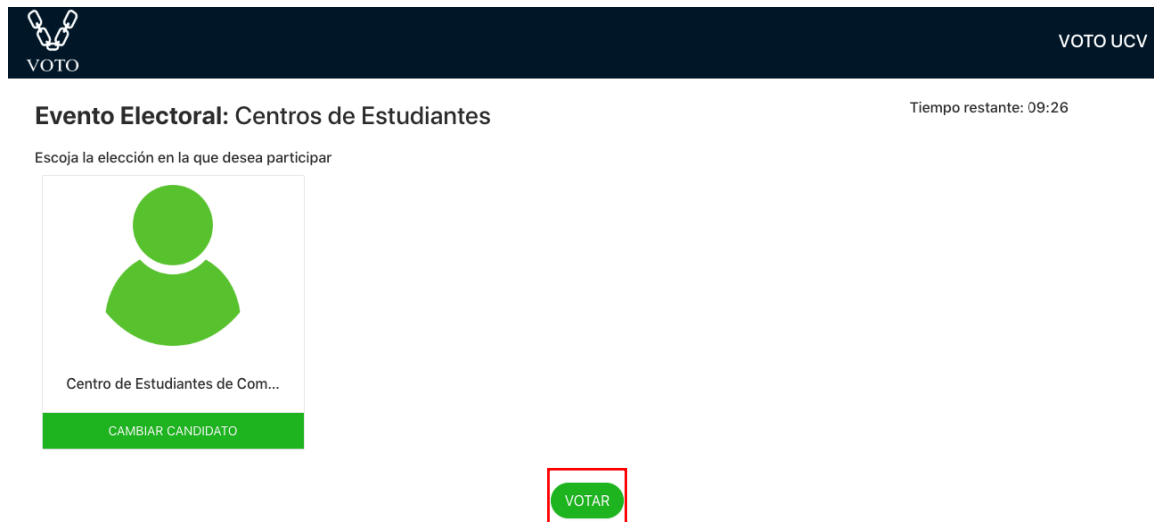 VOTO
VOTO UCV
Evento Electoral: Centros de Estudiantes
Tiempo restante: 09:26
Escoja la elección en la que desea participar
Centro de Estudiantes de Com...
CAMBIAR CANDIDATO
VOTAR